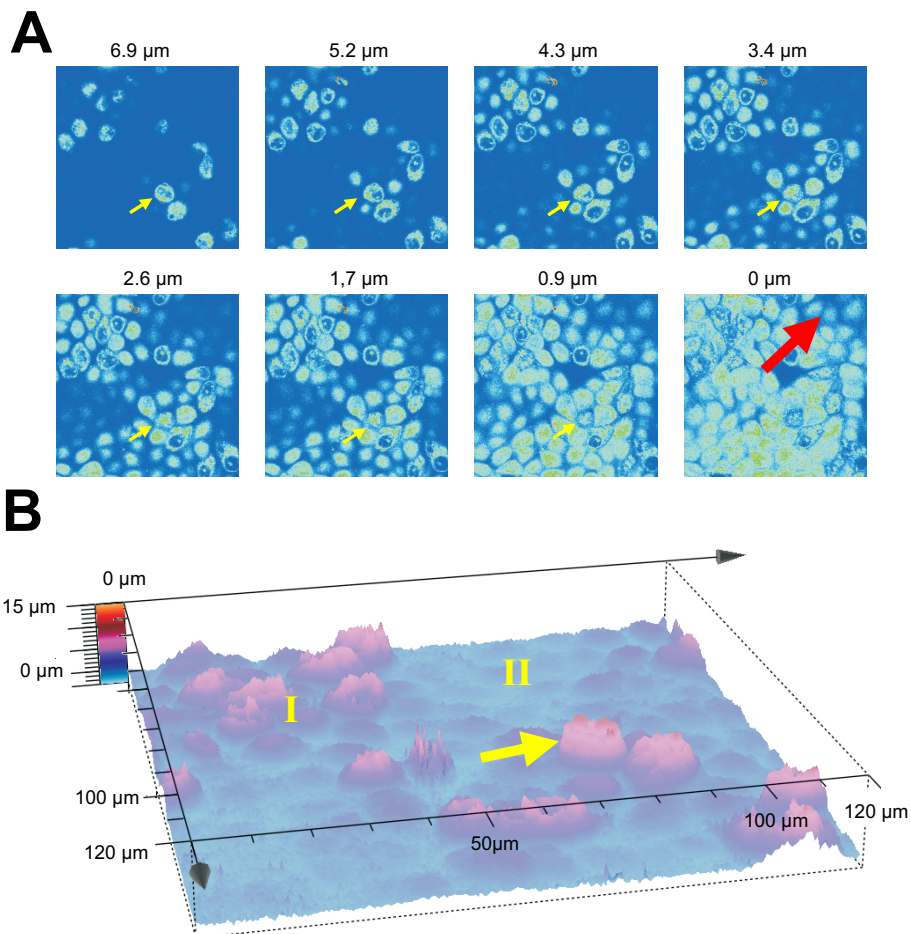 A
6.9 µm
5.2 µm
4.3 µm
3.4 µm
2.6 µm
1,7 µm
0.9 µm
0 µm
B
0 µm
15 µm
0 µm
I
II
100 µm
120 µm
50µm
100 µm
120 µm